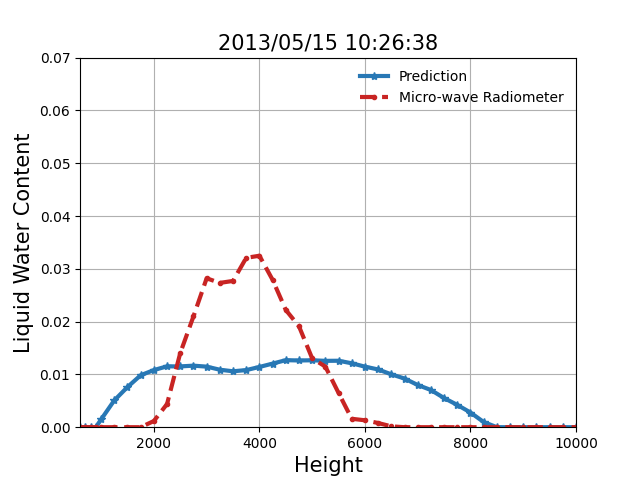 2013/05/15 10:26:38
0.07
0.06
0.05
0.04
0.03
0.02
0.01
0.00
Liquid Water Content
Prediction
Micro-wave Radiometer
2000 4000 6000 8000 10000
Height